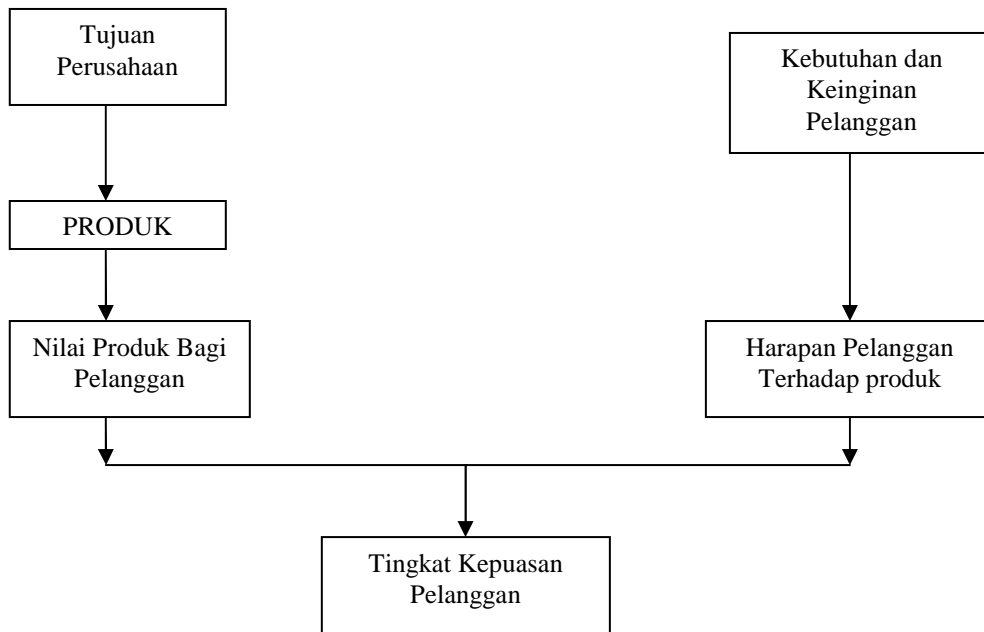 Tujuan
Perusahaan
Kebutuhan dan
Keinginan
Pelanggan
PRODUK
Nilai Produk Bagi
Pelanggan
Harapan Pelanggan
Terhadap produk
Tingkat Kepuasan
Pelanggan